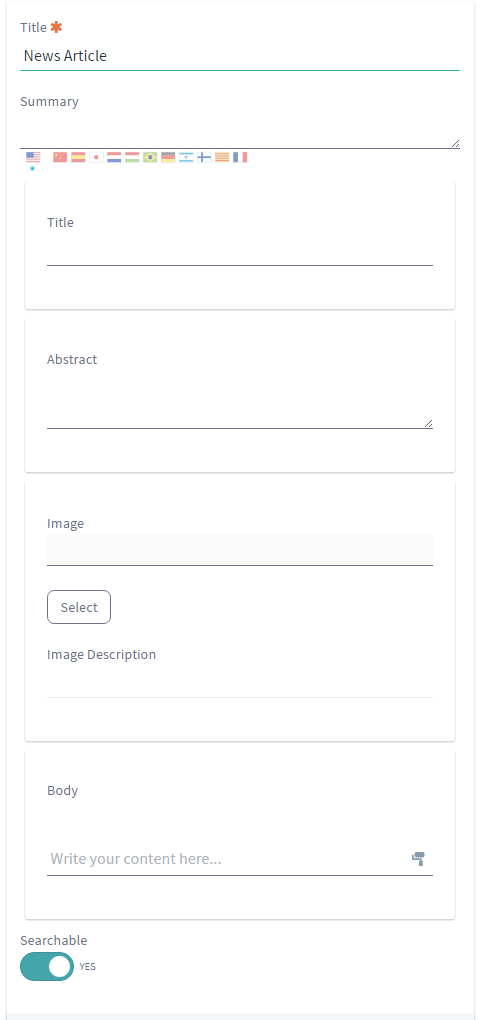 Title
News Article
Summary
Title
Abstract
Image
Select
Image Description
Body
Write your content here...
Searchable
YES